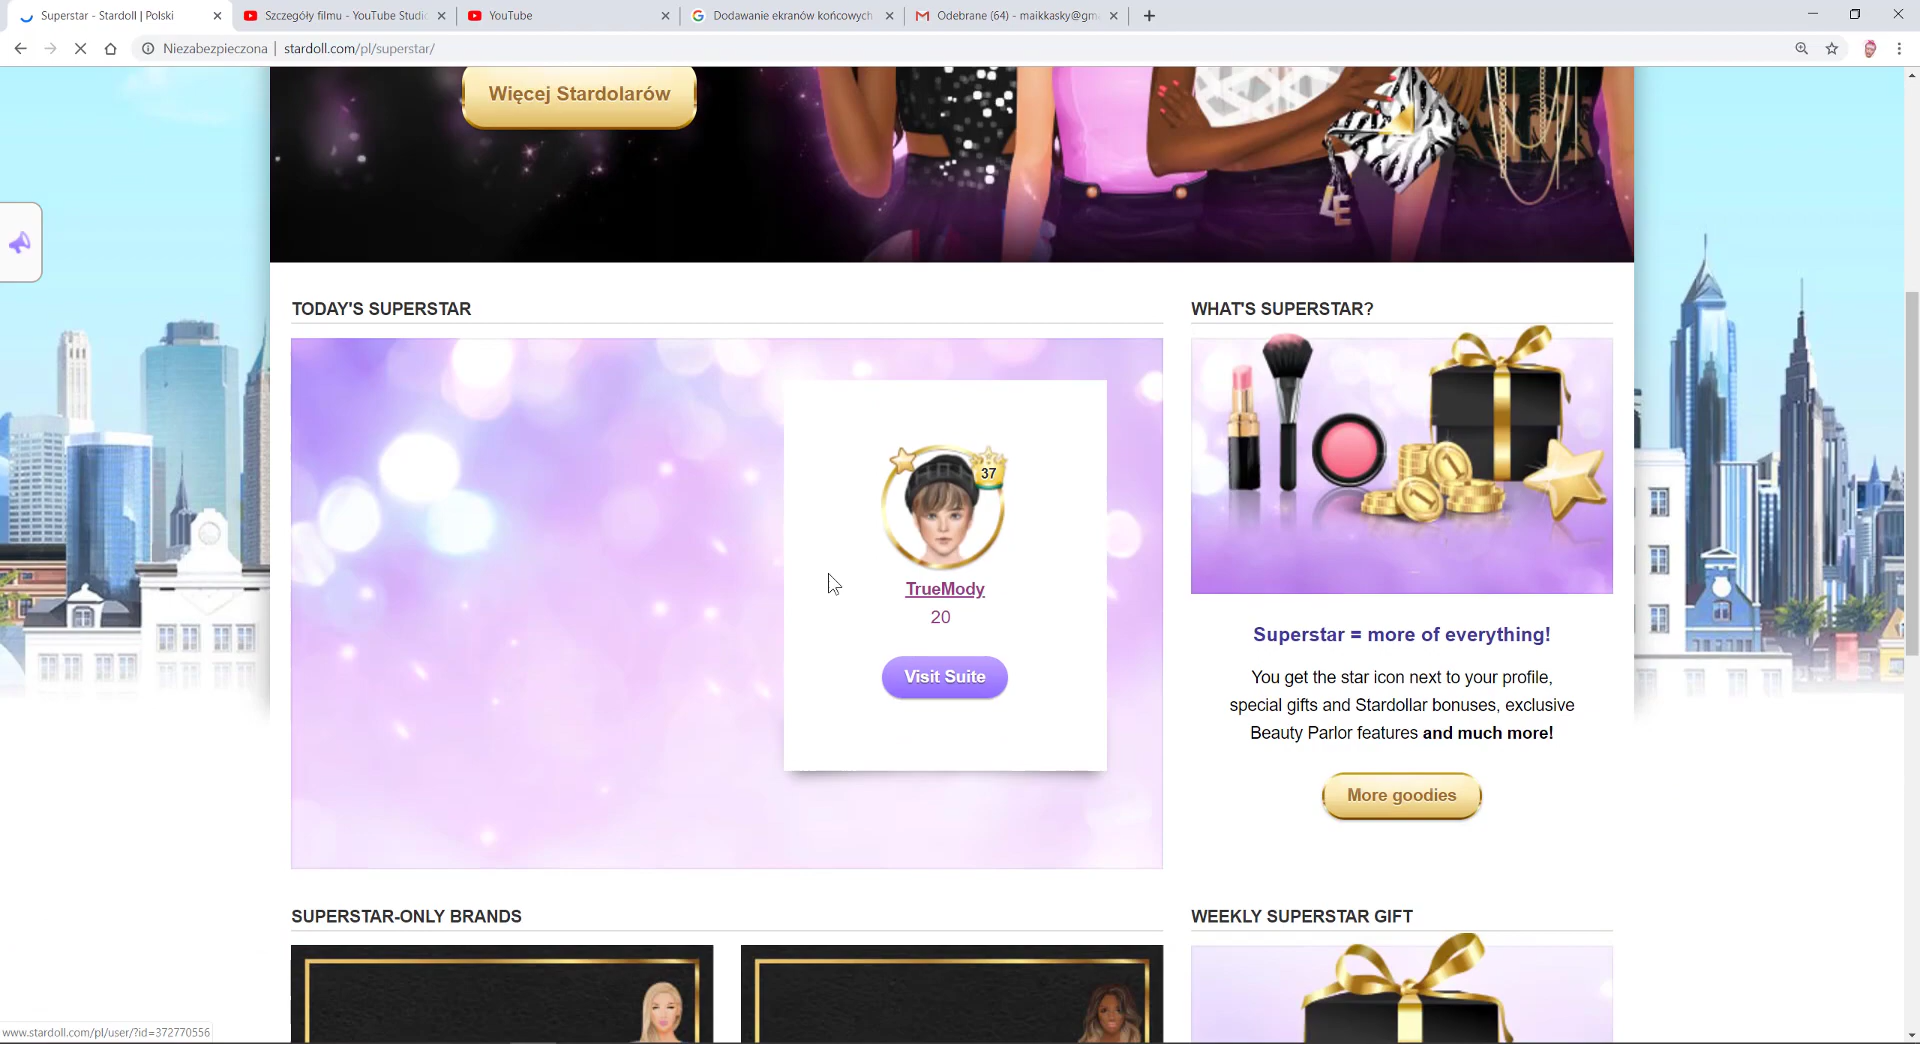 Superstar - Stardoll | Polski
Szczegóły filmu - YouTube Studio
YouTube
Dodawanie ekranów końcowych
Odebrane (64) - maikkasky@gm
Niezabezpieczona | stardoll.com/pl/superstar/
Więcej Stardolarów
TODAY'S SUPERSTAR
37
TrueMody
20
Visit Suite
WHAT'S SUPERSTAR?
Superstar = more of everything!
You get the star icon next to your profile,
special gifts and Stardollar bonuses, exclusive
Beauty Parlor features and much more!
More goodies
SUPERSTAR-ONLY BRANDS
WEEKLY SUPERSTAR GIFT
www.stardoll.com/pl/user/?id=372770556